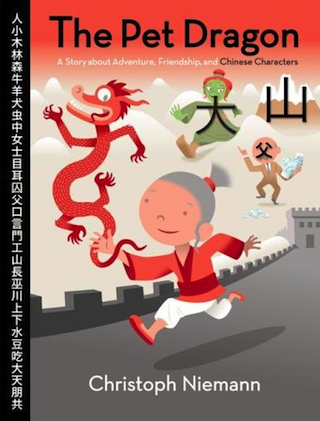 The Pet Dragon
A Story about Adventure, Friendship, and Chinese Characters
人小木林森牛羊犬虫中女士目耳囚父口言門工山長巫川上下水豆吃大天朋共
大
山
父
Christoph Niemann